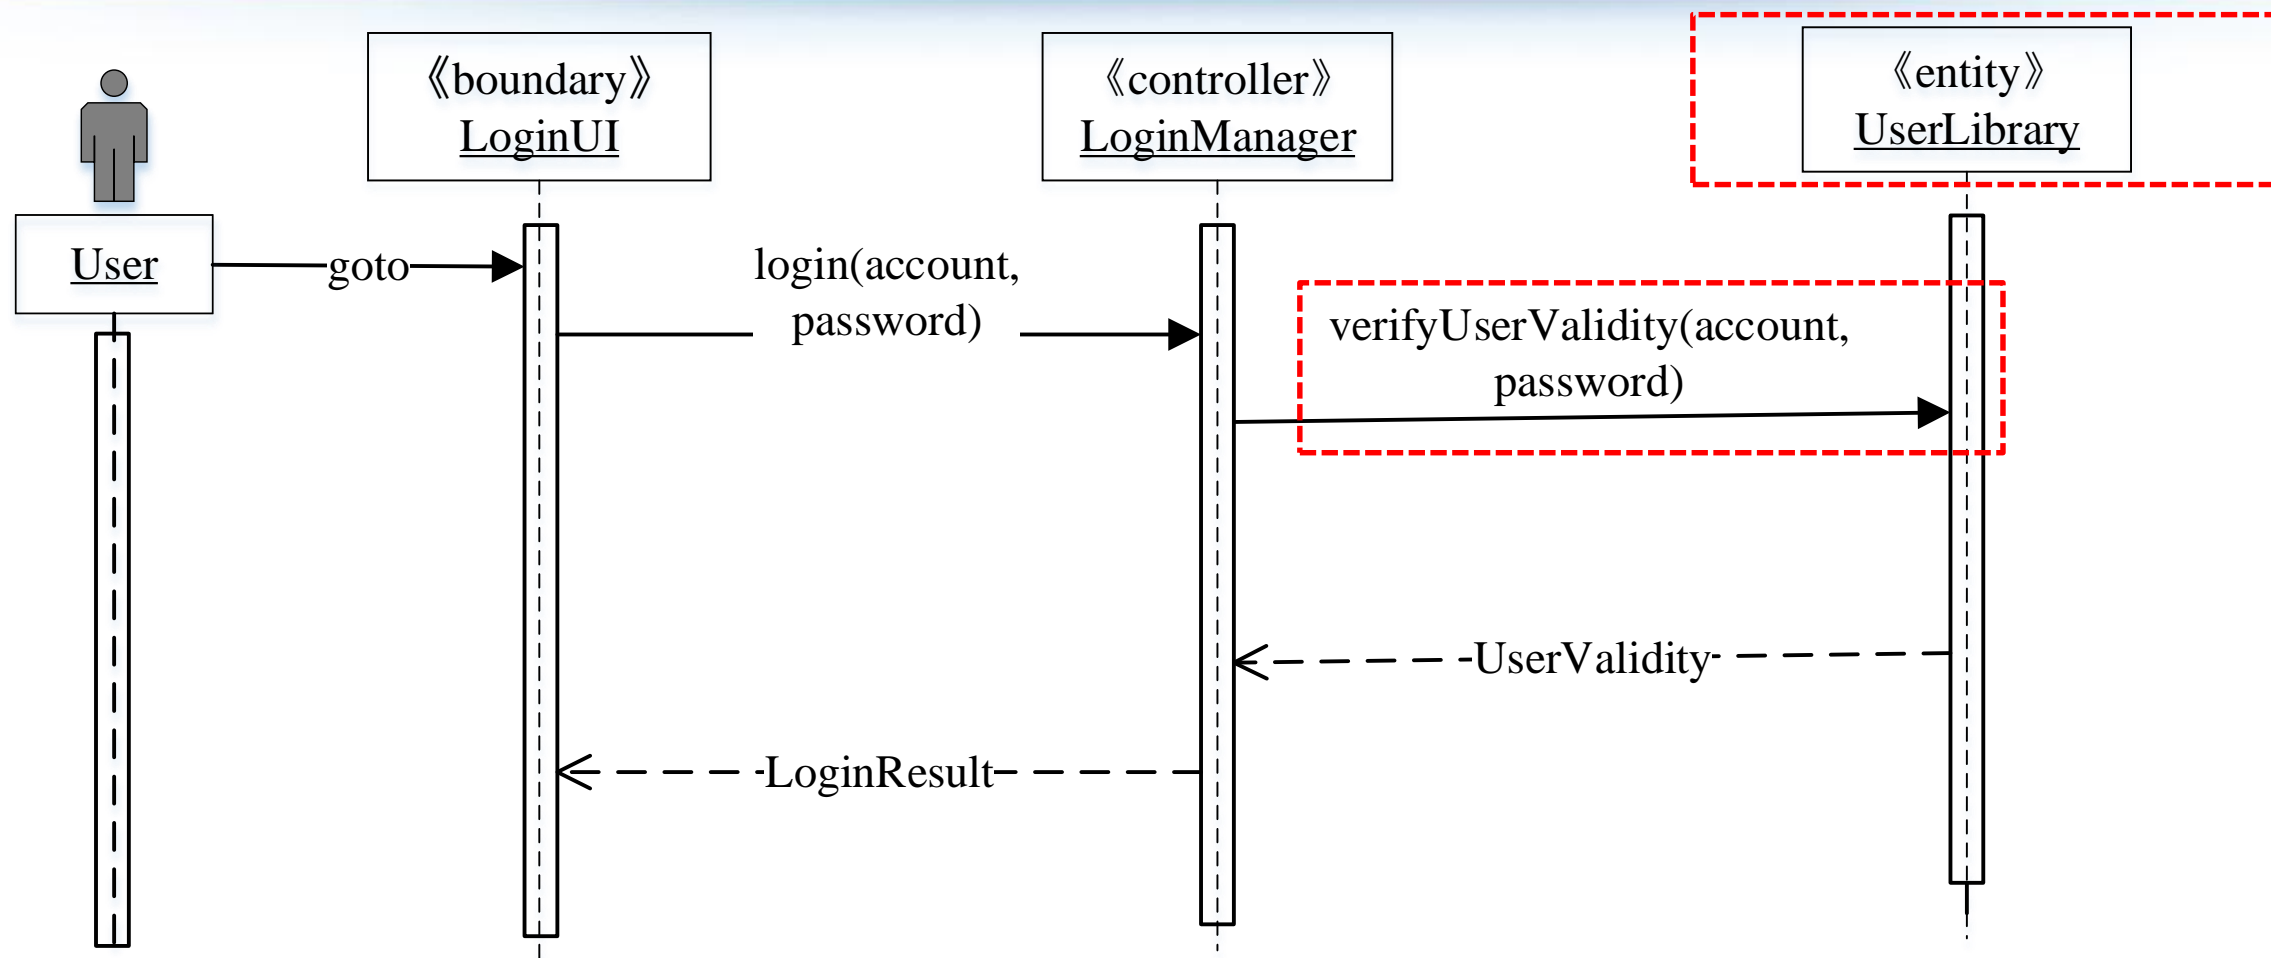 《boundary》
LoginUI
《controller》
LoginManager
《entity》
UserLibrary
User
goto
login(account,
password)
verifyUserValidity(account,
password)
UserValidity
LoginResult